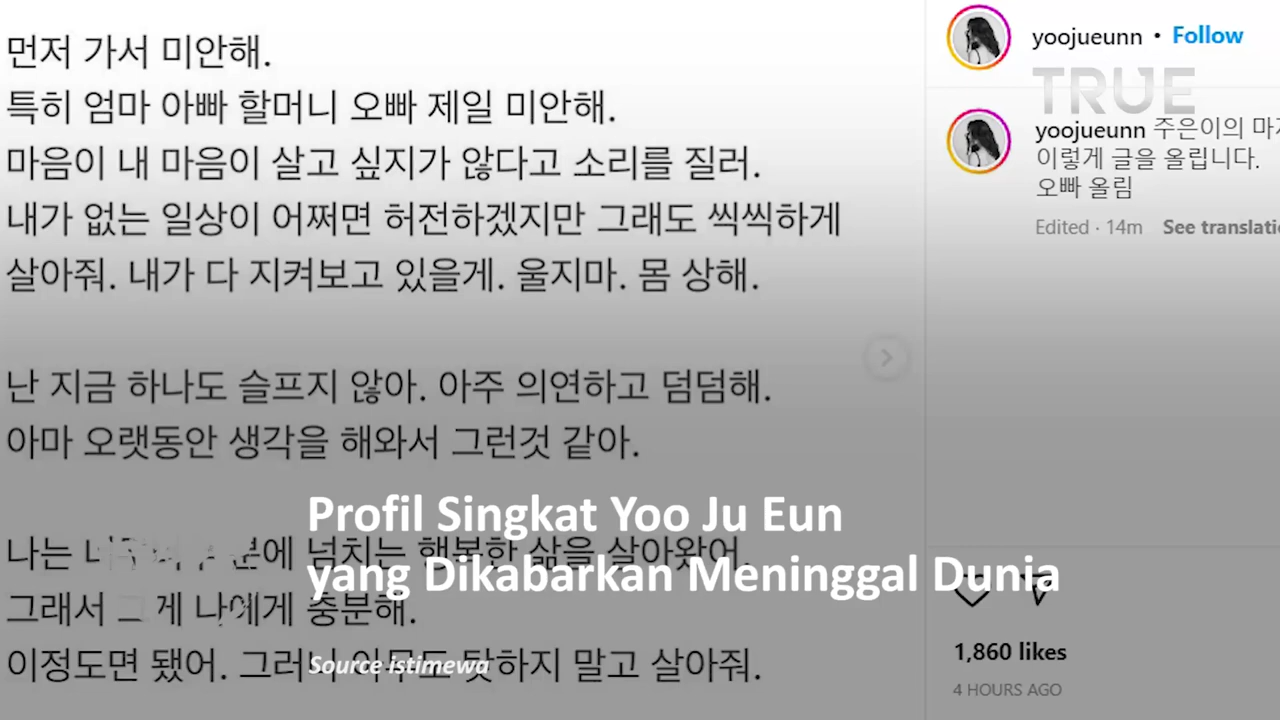 먼저 가서 미안해.
특히 엄마 아빠 할머니 오빠 제일 미안해.
마음이 내 마음이 살고 싶지가 않다고 소리를 질러.
내가 없는 일상이 어쩌면 허전하겠지만 그래도 씩씩하게
살아줘. 내가 다 지켜보고 있을게. 울지마. 몸 상해.
난 지금 하나도 슬프지 않아. 아주 의연하고 덤덤해.
아마 오랫동안 생각을 해와서 그런것 같아.
나는 넘치는 행복한 삶을 살아왔어.
그래서 나에게 충분해.
이정도면 됐어. 그러니 아무도 탓하지 말고 살아줘.
Profil Singkat Yoo Ju Eun
yang Dikabarkan Meninggal Dunia
Source istimewa
yoojueunn • Follow
TRUE
yoojueunn 주은이의
이렇게 글을 올립니다.
오빠 올림
Edited · 14m See
1,860 likes
4 HOURS AGO